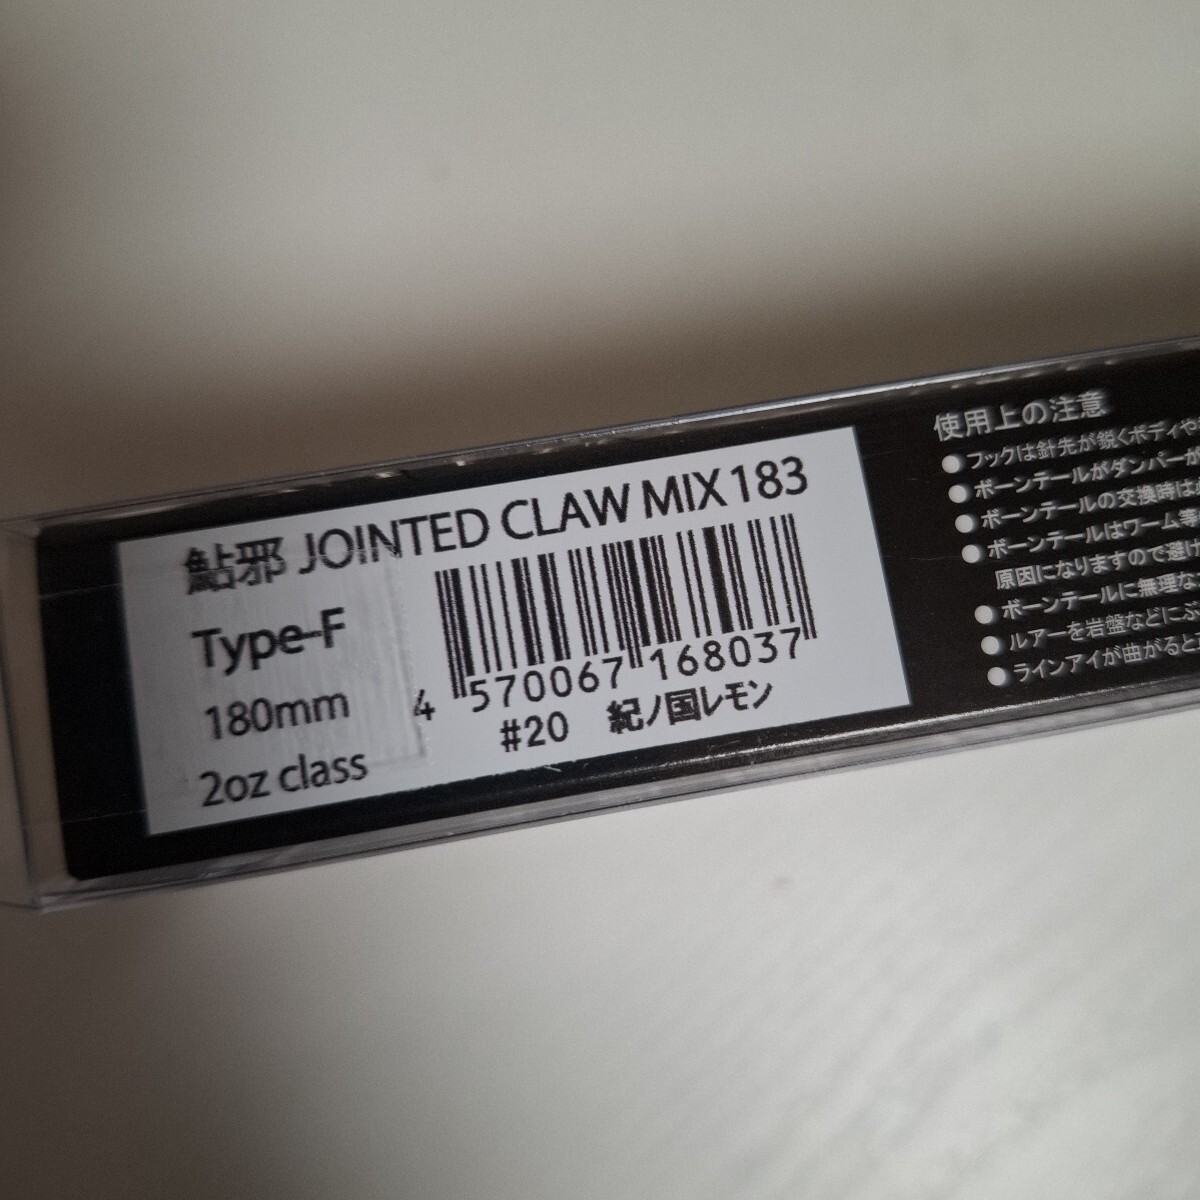 鮎邪 JOINTED CLAW MIX 183
Type-F
180mm
2oz class
4 570067 168037
#20 紀ノ国レモン
使用上の注意
●フックは針先が鋭くボディや
●ボーンテールがダンパーが
●ボーンテールの交換時は
●ボーンテールはワーム素
原因になりますので避け
●ボーンテールに無理な
●ルアーを岩盤などにぶ
●ラインアイが曲がると